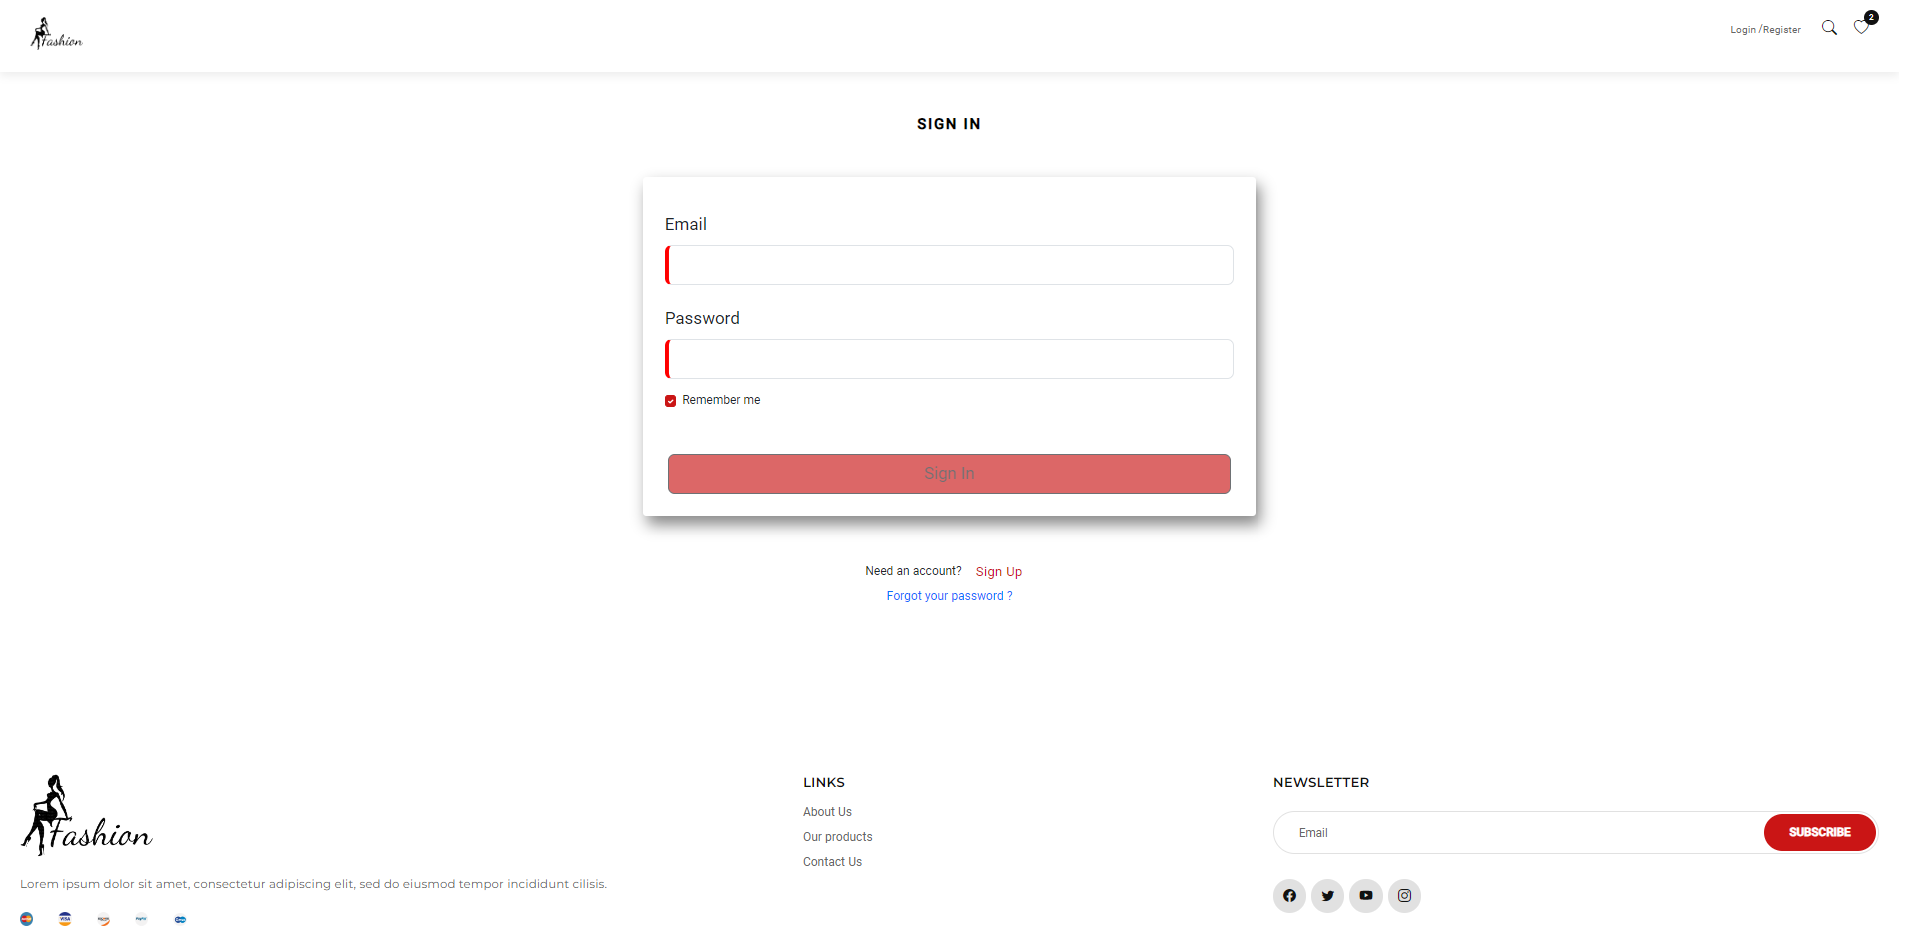 Fashion
Login /Register
2
SIGN IN
Email
Password
Remember me
Sign In
Need an account? Sign Up
Forgot your password ?
Fashion
Lorem ipsum dolor sit amet, consectetur adipiscing elit, sed do eiusmod tempor incididunt cilisis.
VISA
LINKS
About Us
Our products
Contact Us
NEWSLETTER
Email
SUBSCRIBE